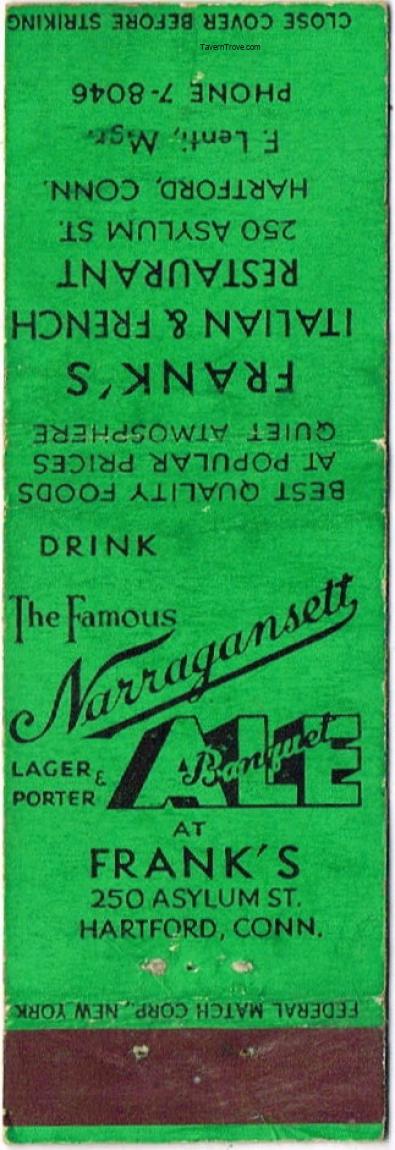 CLOSE COVER BEFORE STRIKING
TavernTrove.com
PHONE 7-8046
F. Lenti, Mgr.
HARTFORD, CONN.
250 ASYLUM ST.
RESTAURANT
ITALIAN & FRENCH
FRANK'S
QUIET ATMOSPHERE
AT POPULAR PRICES
BEST QUALITY FOODS
DRINK
The Famous
Narragansett
Banquet
ALE
LAGER &
PORTER
AT
FRANK'S
250 ASYLUM ST.
HARTFORD, CONN.
FEDERAL MATCH CORP., NEW YORK